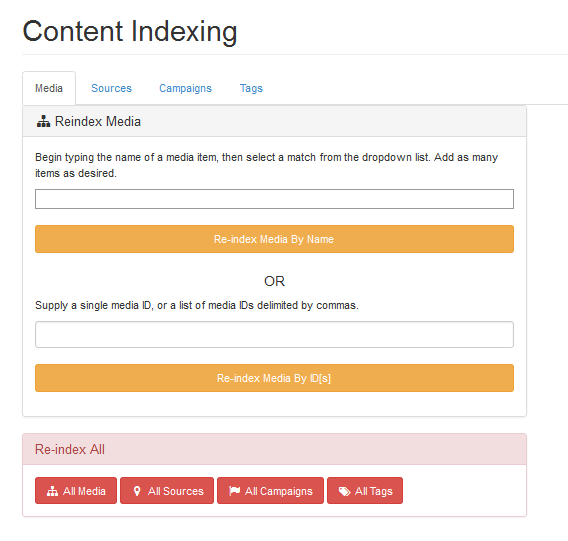 Content Indexing
Media Sources Campaigns Tags
Reindex Media
Begin typing the name of a media item, then select a match from the dropdown list. Add as many
items as desired.
Re-index Media By Name
OR
Supply a single media ID, or a list of media IDs delimited by commas.
Re-index Media By ID[s]
Re-index All
All Media All Sources All Campaigns All Tags